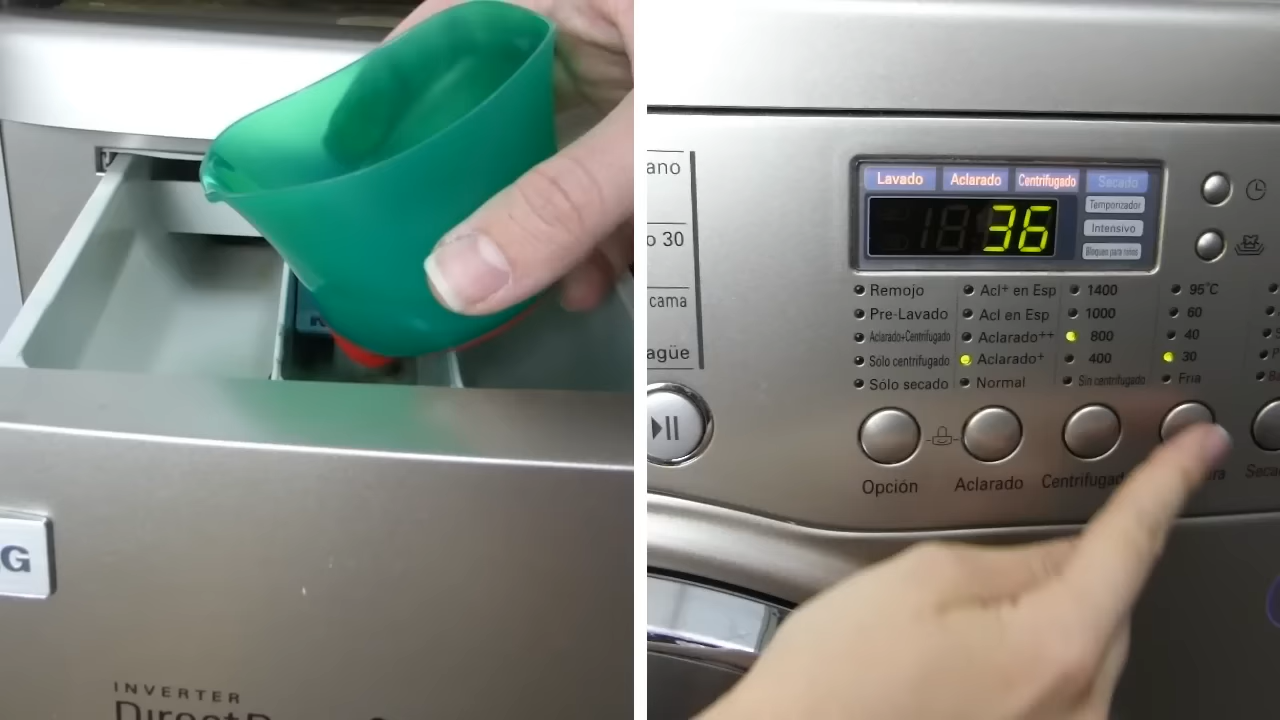 G
INVERTER
ano
o 30
cama
agüe
Lavado
Aclarado
Centrifugado
Secado
36
Temporizador
Intensivo
Bloqueo para niños
Remojo
Pre-Lavado
Aclarado+Centrifugado
Sólo centrifugado
Sólo secado
Acl+ en Esp
Acl en Esp
Aclarado++
Aclarado+
Normal
1400
1000
800
400
Sin centrifugado
95°C
60
40
30
Fria
Opción
Aclarado
Centrifugad
ura
Seca